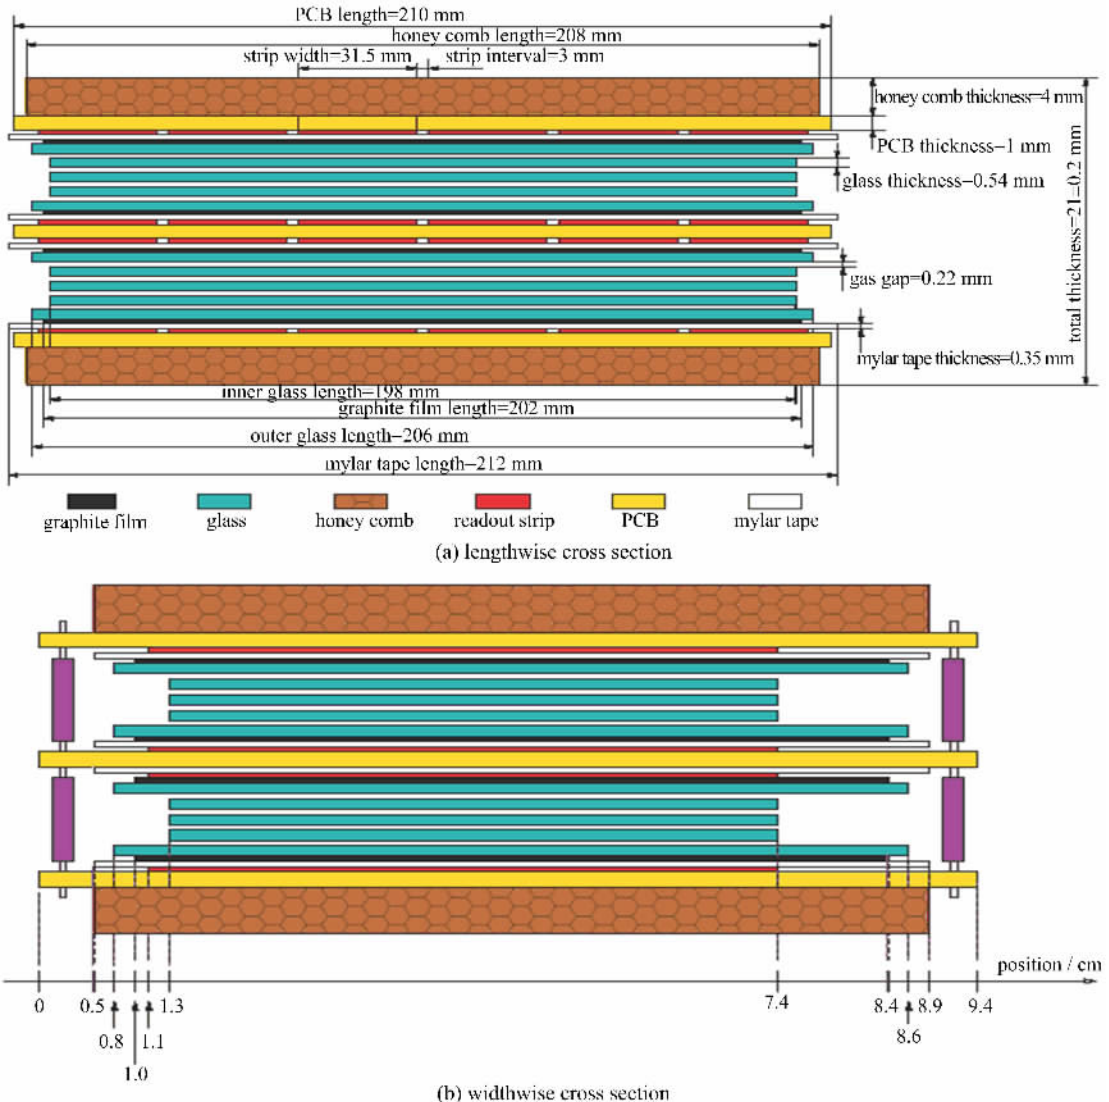 PCB length=210 mm
honey comb length=208 mm
strip width=31.5 mm
strip interval=3 mm
honey comb thickness=4 mm
PCB thickness=1 mm
glass thickness=0.54 mm
total thickness=21±0.2 mm
gas gap=0.22 mm
mylar tape thickness=0.35 mm
inner glass length=198 mm
graphite film length=202 mm
outer glass length=206 mm
mylar tape length=212 mm
graphite film
glass
honey comb
readout strip
PCB
mylar tape
(a) lengthwise cross section
position / cm
0 0.5 1.3 7.4 8.4 8.9 9.4
0.8 1.1 8.6
1.0
(b) widthwise cross section